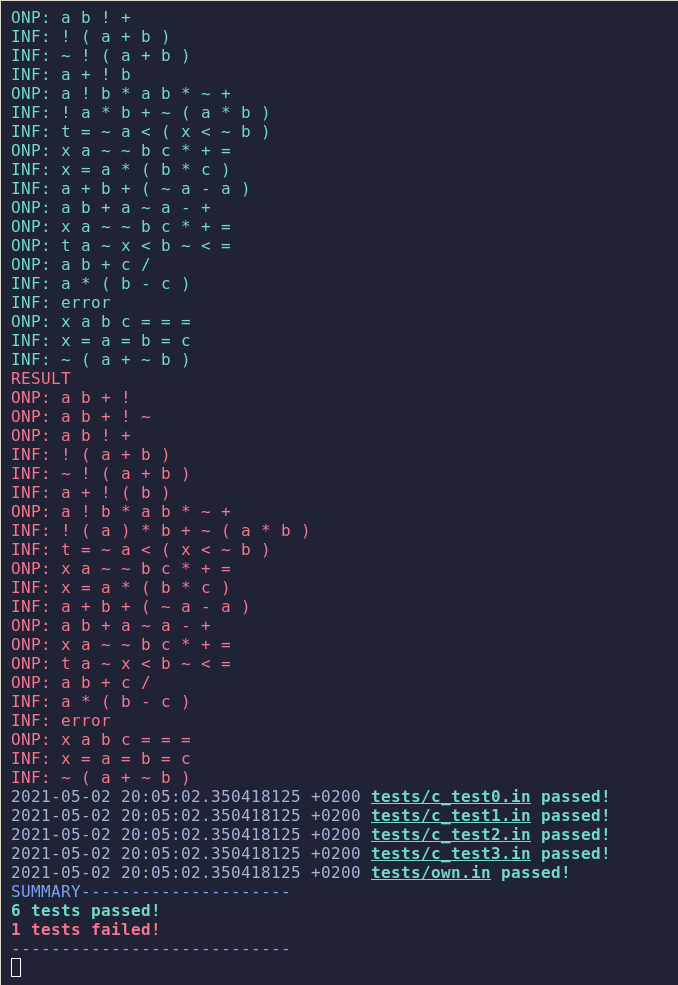 ONP: a b ! +
INF: ! ( a + b )
INF: ~ ! ( a + b )
INF: a + ! b
ONP: a ! b * a b * ~ +
INF: ! a * b + ~ ( a * b )
INF: t = ~ a < ( x < ~ b )
ONP: x a ~ ~ b c * + =
INF: x = a * ( b * c )
INF: a + b + ( ~ a - a )
ONP: a b + a ~ a - +
ONP: x a ~ ~ b c * + =
ONP: t a ~ x < b ~ < =
ONP: a b + c /
INF: a * ( b - c )
INF: error
ONP: x a b c = = =
INF: x = a = b = c
INF: ~ ( a + ~ b )
RESULT
ONP: a b + !
ONP: a b + ! ~
ONP: a b ! +
INF: ! ( a + b )
INF: ~ ! ( a + b )
INF: a + ! ( b )
ONP: a ! b * a b * ~ +
INF: ! ( a ) * b + ~ ( a * b )
INF: t = ~ a < ( x < ~ b )
ONP: x a ~ ~ b c * + =
INF: x = a * ( b * c )
INF: a + b + ( ~ a - a )
ONP: a b + a ~ a - +
ONP: x a ~ ~ b c * + =
ONP: t a ~ x < b ~ < =
ONP: a b + c /
INF: a * ( b - c )
INF: error
ONP: x a b c = = =
INF: x = a = b = c
INF: ~ ( a + ~ b )
2021-05-02 20:05:02.350418125 +0200 tests/c_test0.in passed!
2021-05-02 20:05:02.350418125 +0200 tests/c_test1.in passed!
2021-05-02 20:05:02.350418125 +0200 tests/c_test2.in passed!
2021-05-02 20:05:02.350418125 +0200 tests/c_test3.in passed!
2021-05-02 20:05:02.350418125 +0200 tests/own.in passed!
SUMMARY---------------------
6 tests passed!
1 tests failed!
----------------------------